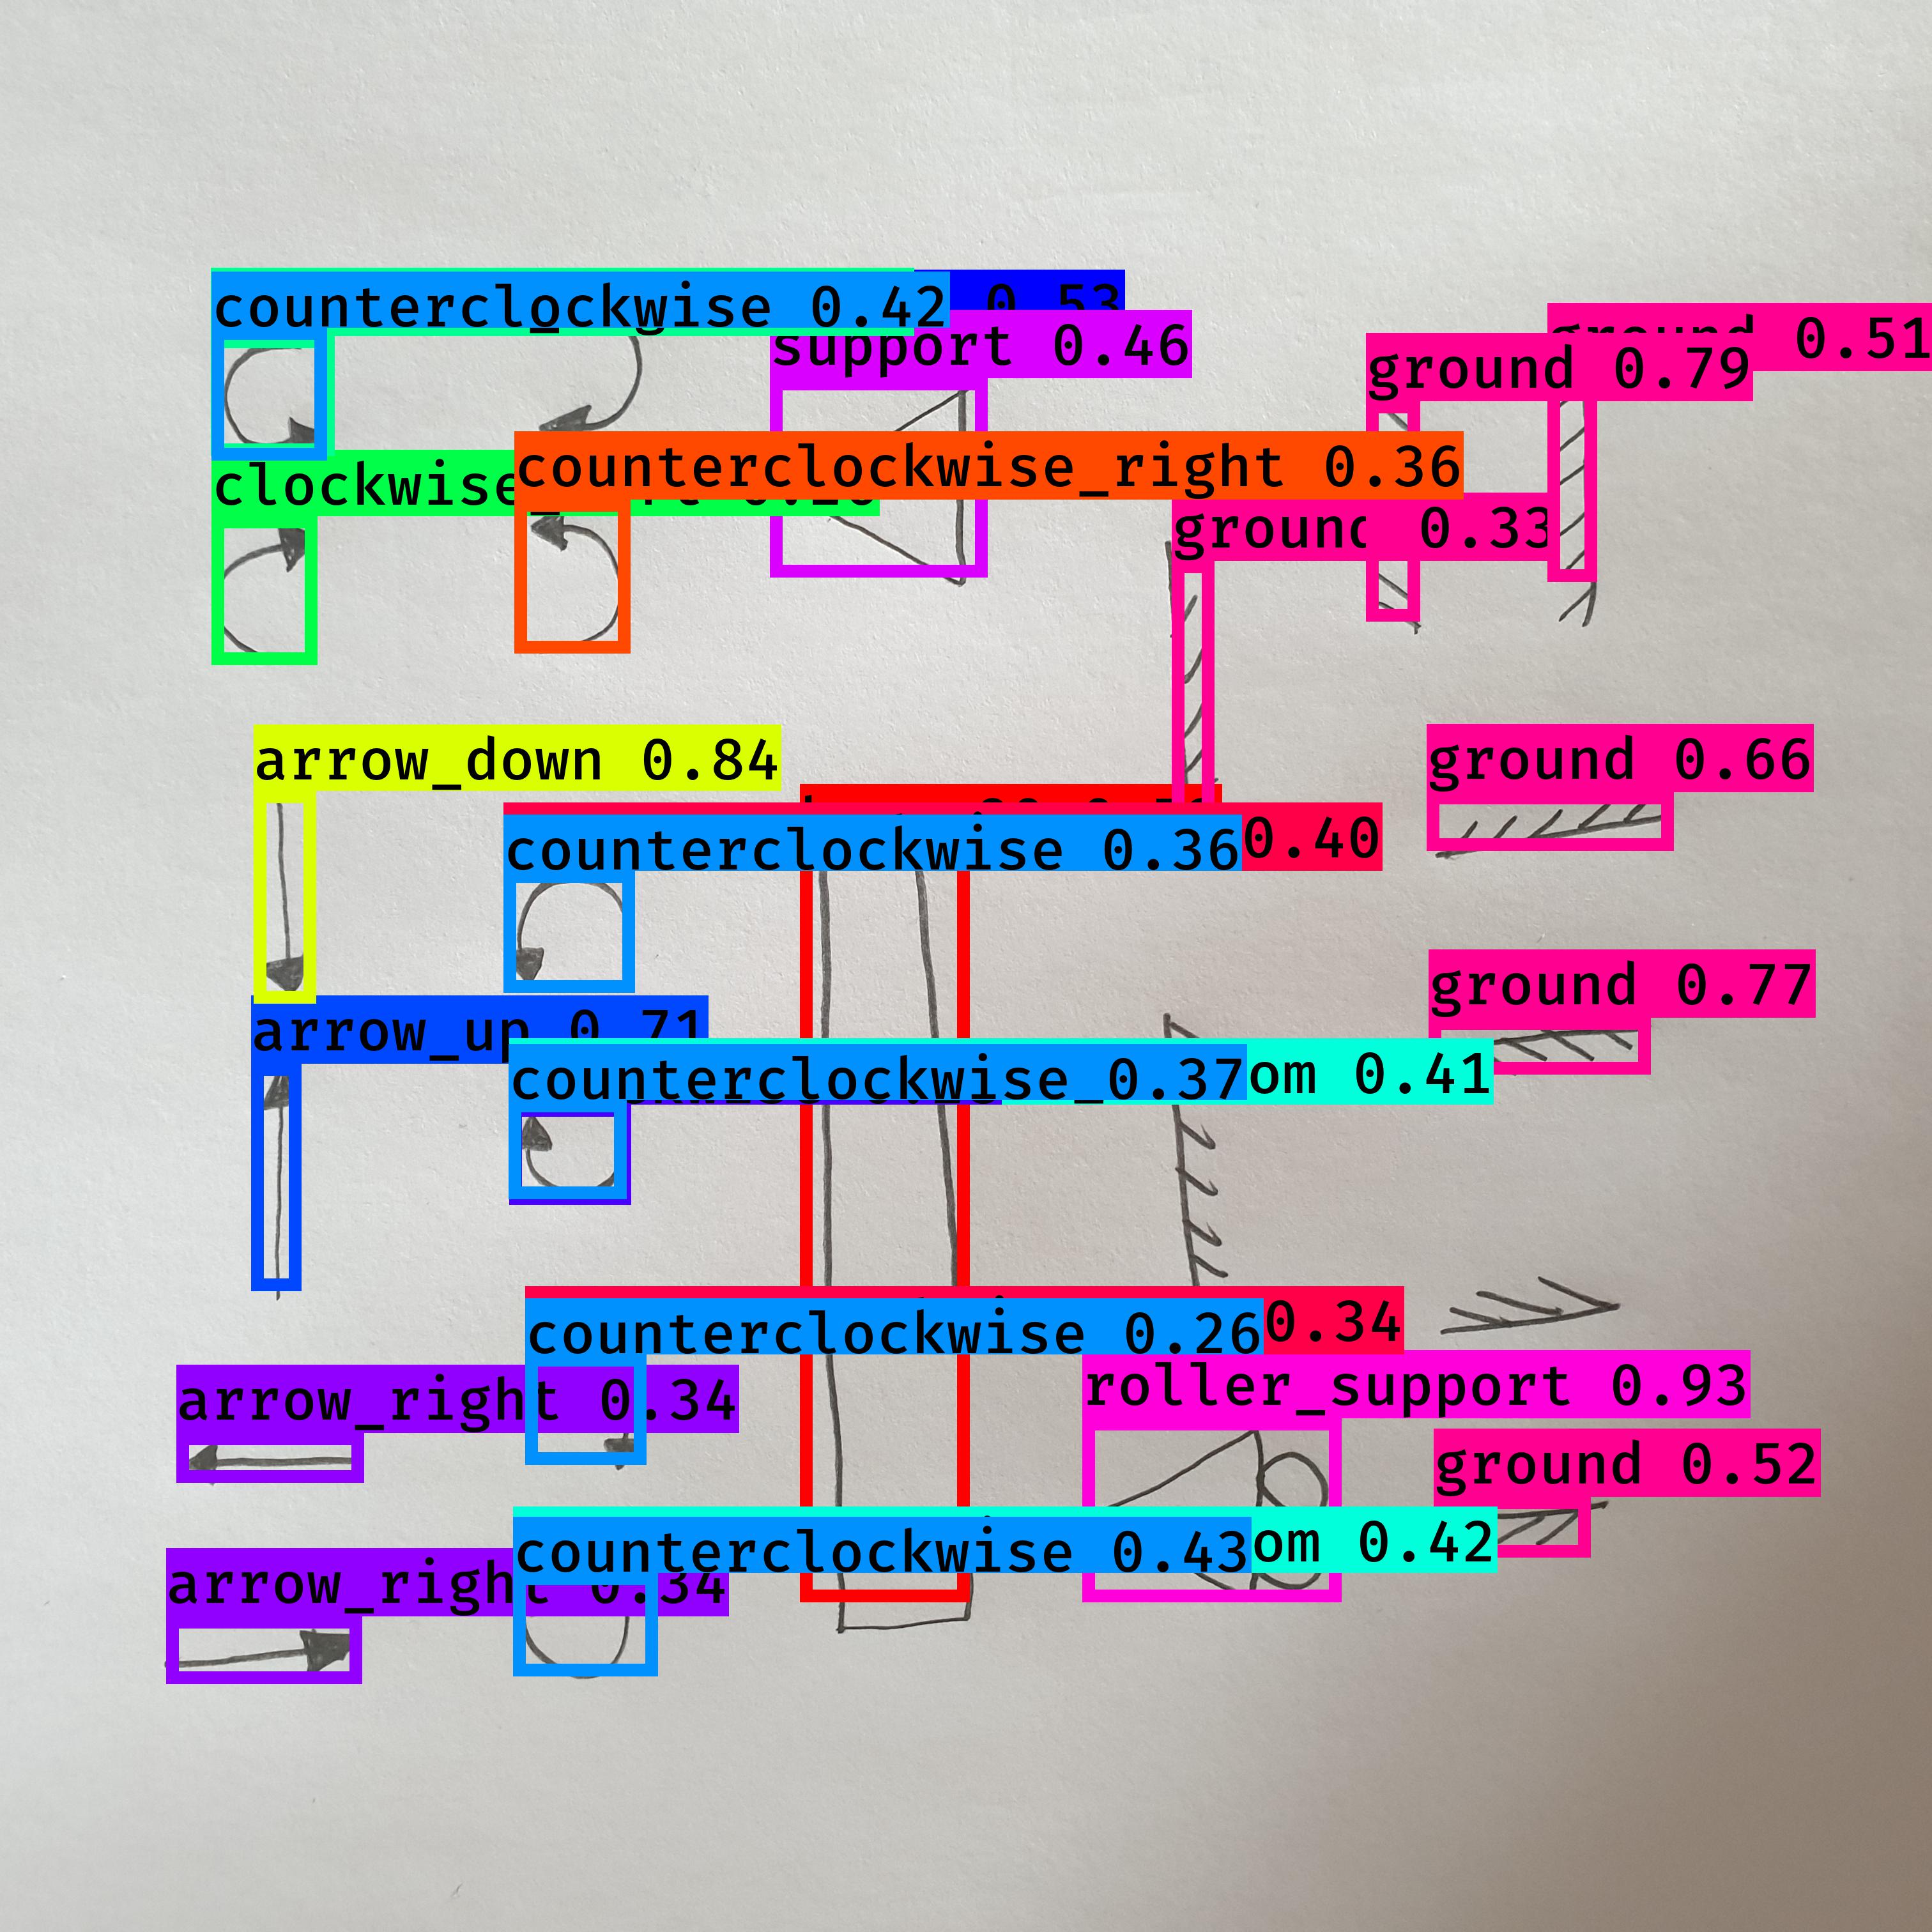 counterclockwise 0.42
0.53
support 0.46
ground 0.51
ground 0.79
counterclockwise_right 0.36
clockwise
ground 0.33
arrow_down 0.84
ground 0.66
counterclockwise 0.36
0.40
ground 0.77
arrow_up 0.71
counterclockwise_0.37
om 0.41
counterclockwise 0.26
0.34
arrow_right 0.34
roller_support 0.93
ground 0.52
counterclockwise 0.43
om 0.42
arrow_right 0.34